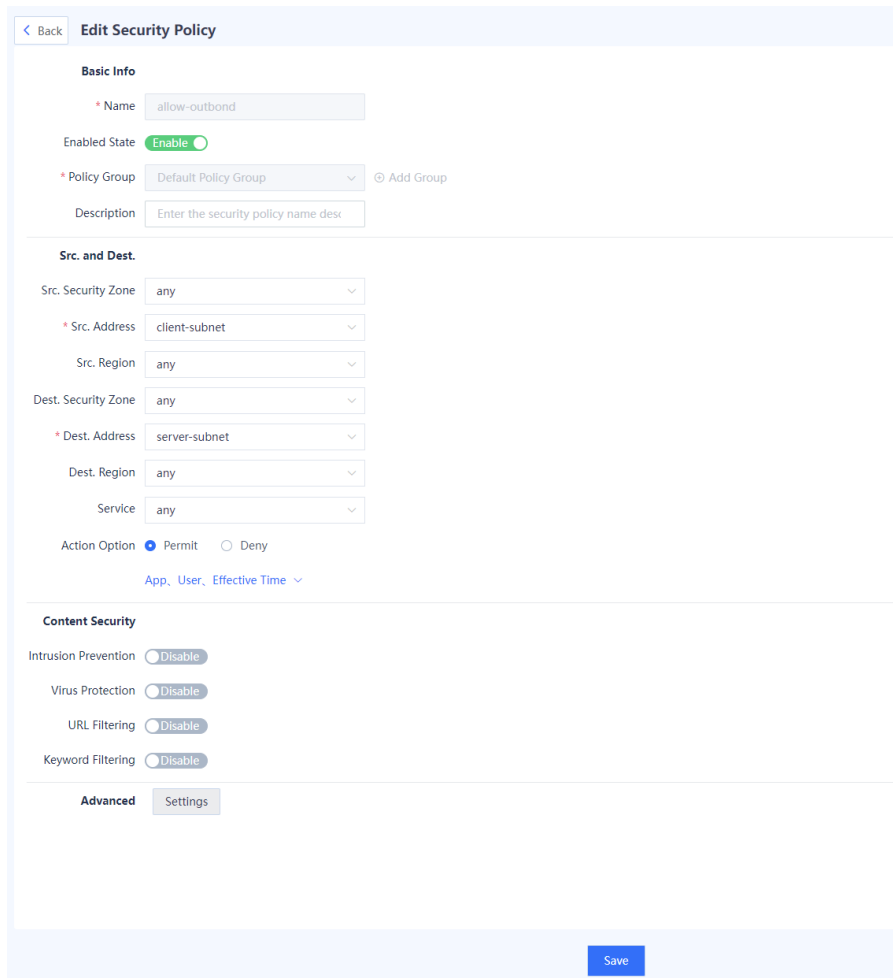 Back Edit Security Policy
Basic Info
* Name allow-outbond
Enabled State Enable
* Policy Group Default Policy Group Add Group
Description Enter the security policy name desc
Src. and Dest.
Src. Security Zone any
* Src. Address client-subnet
Src. Region any
Dest. Security Zone any
* Dest. Address server-subnet
Dest. Region any
Service any
Action Option Permit Deny
App、User、Effective Time
Content Security
Intrusion Prevention Disable
Virus Protection Disable
URL Filtering Disable
Keyword Filtering Disable
Advanced Settings
Save